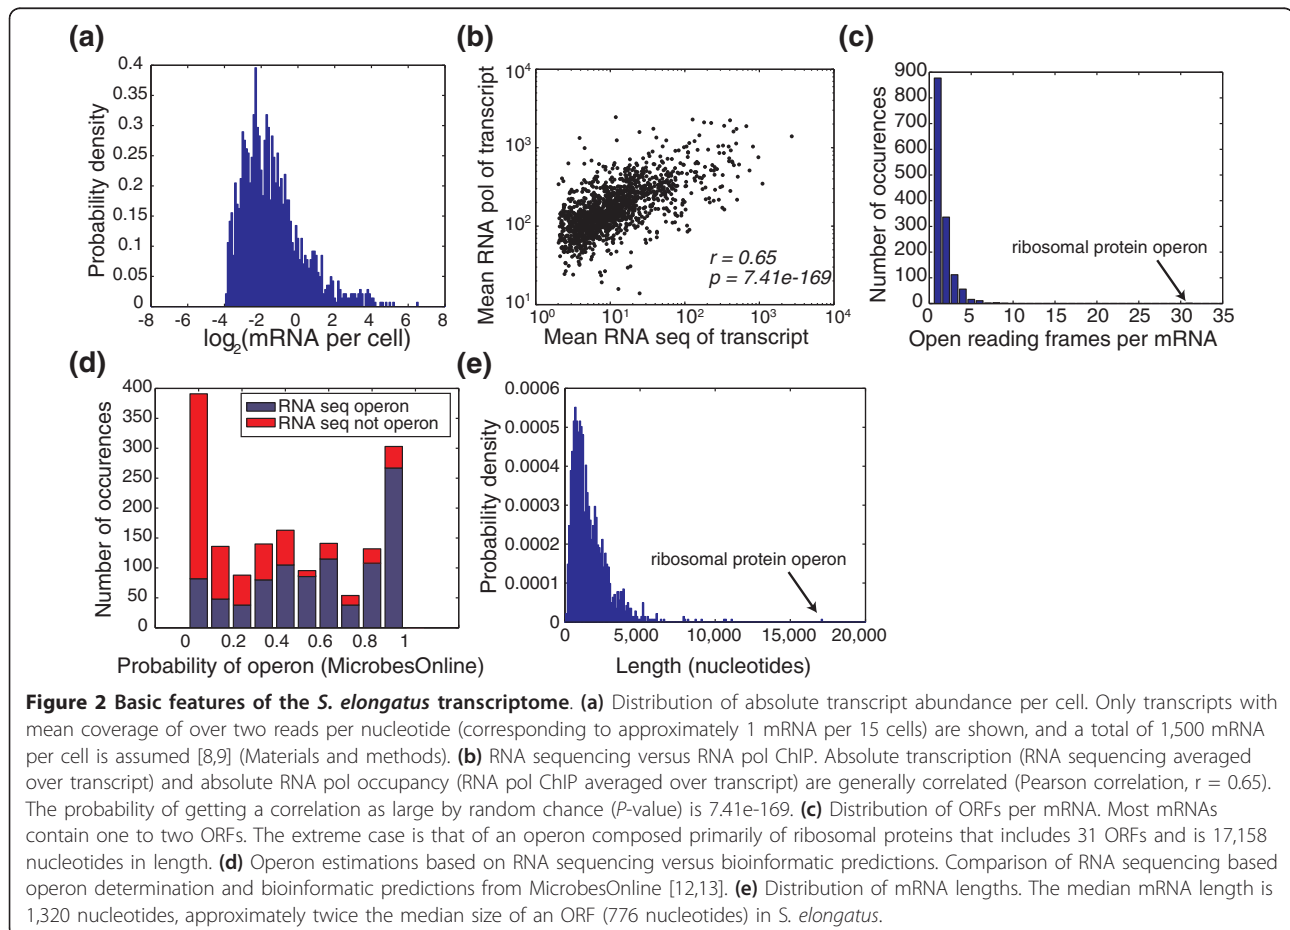 (a)
Probability density
0.4
0.35
0.3
0.25
0.2
0.15
0.1
0.05
0
-8
-6
-4
-2
0
2
4
6
8
log2(mRNA per cell)
(b)
Mean RNA pol of transcript
10^4
10^3
10^2
10^1
10^0
10^1
10^2
10^3
10^4
r = 0.65
p = 7.41e-169
Mean RNA seq of transcript
(c)
Number of occurences
900
800
700
600
500
400
300
200
100
0
0
5
10
15
20
25
30
35
ribosomal protein operon
Open reading frames per mRNA
(d)
Number of occurences
400
350
300
250
200
150
100
50
0
0
0.2
0.4
0.6
0.8
1
RNA seq operon
RNA seq not operon
Probability of operon (MicrobesOnline)
(e)
Probability density
0.0006
0.0005
0.0004
0.0003
0.0002
0.0001
0
0
5,000
10,000
15,000
20,000
ribosomal protein operon
Length (nucleotides)
Figure 2 Basic features of the S. elongatus transcriptome. (a) Distribution of absolute transcript abundance per cell. Only transcripts with
mean coverage of over two reads per nucleotide (corresponding to approximately 1 mRNA per 15 cells) are shown, and a total of 1,500 mRNA
per cell is assumed [8,9] (Materials and methods). (b) RNA sequencing versus RNA pol ChIP. Absolute transcription (RNA sequencing averaged
over transcript) and absolute RNA pol occupancy (RNA pol ChIP averaged over transcript) are generally correlated (Pearson correlation, r = 0.65).
The probability of getting a correlation as large by random chance (P-value) is 7.41e-169. (c) Distribution of ORFs per mRNA. Most mRNAs
contain one to two ORFs. The extreme case is that of an operon composed primarily of ribosomal proteins that includes 31 ORFs and is 17,158
nucleotides in length. (d) Operon estimations based on RNA sequencing versus bioinformatic predictions. Comparison of RNA sequencing based
operon determination and bioinformatic predictions from MicrobesOnline [12,13]. (e) Distribution of mRNA lengths. The median mRNA length is
1,320 nucleotides, approximately twice the median size of an ORF (776 nucleotides) in S. elongatus.